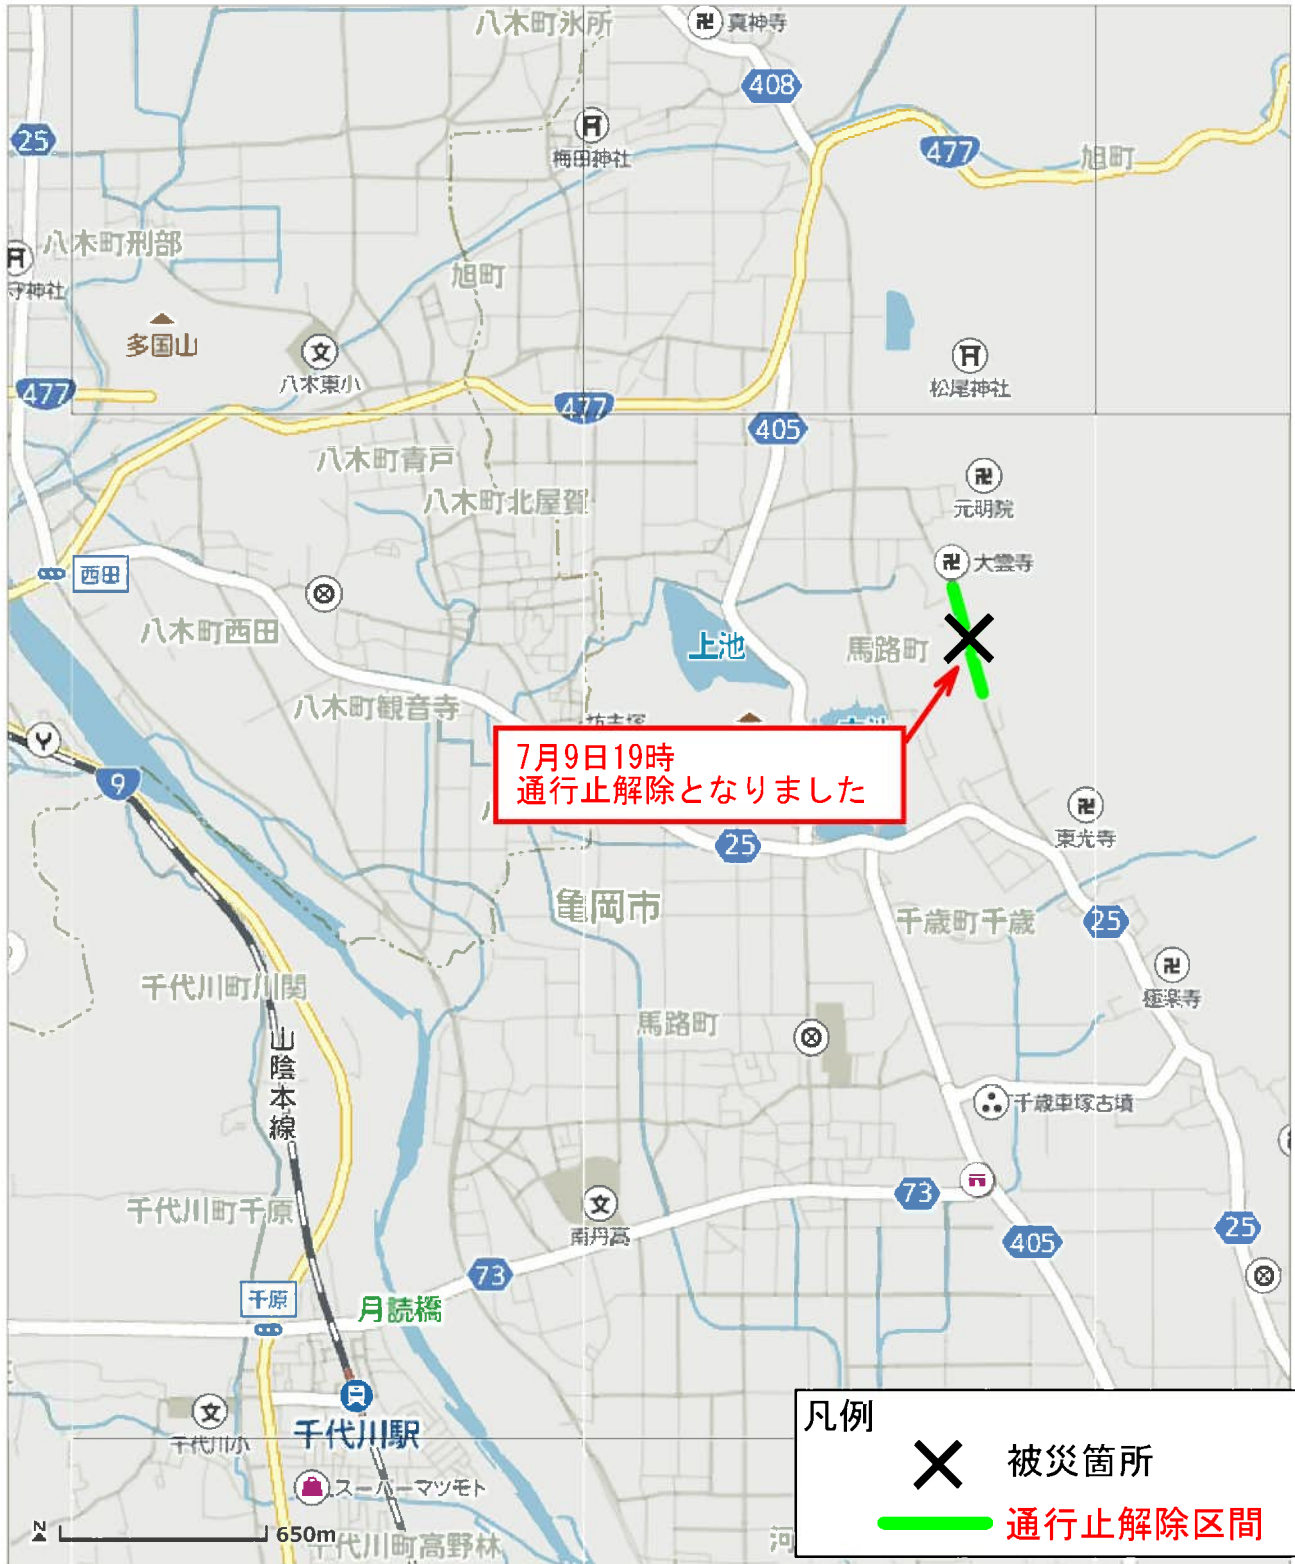 八木町氷所
真神寺
408
25
梅田神社
477
旭町
八木町刑部
旭町
守神社
多国山
八木東小
松尾神社
477
477
405
八木町青戸
八木町北屋賀
元明院
大雲寺
西田
八木町西田
上池
馬路町
八木町観音寺
坊主塚
7月9日19時
通行止解除となりました
9
25
東光寺
亀岡市
千歳町千歳
25
千代川町川関
極楽寺
馬路町
山陰本線
千歳車塚古墳
73
千代川町千原
南丹高
405
25
73
千原
月読橋
千代川駅
千代川小
スーパーマツモト
N
650m
千代川町高野林
河
凡例
被災箇所
通行止解除区間